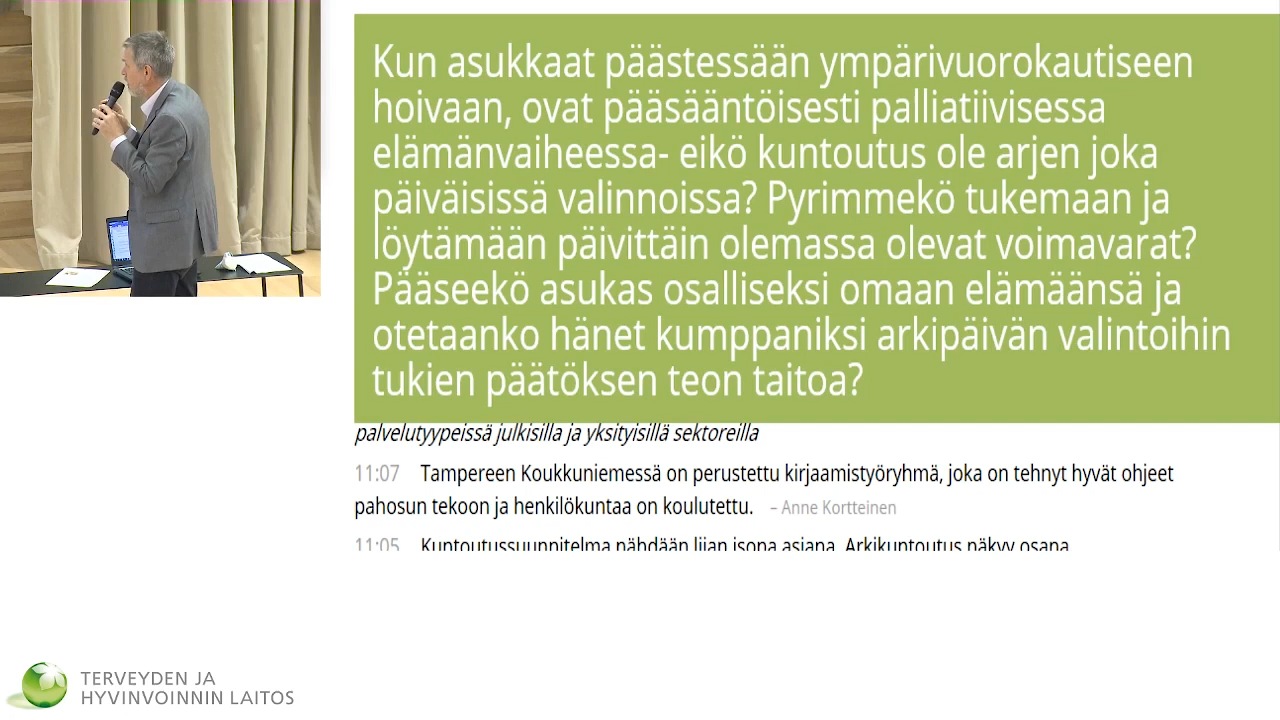 Kun asukkaat päästessään ympärivuorokautiseen
hoivaan, ovat pääsääntöisesti palliatiivisessa
elämänvaiheessa- eikö kuntoutus ole arjen joka
päiväisissä valinnoissa? Pyrimmekö tukemaan ja
löytämään päivittäin olemassa olevat voimavarat?
Pääseekö asukas osalliseksi omaan elämäänsä ja
otetaanko hänet kumppaniksi arkipäivän valintoihin
tukien päätöksen teon taitoa?
palvelutyypeissä julkisilla ja yksityisillä sektoreilla
11:07 Tampereen Koukkuniemessä on perustettu kirjaamistyöryhmä, joka on tehnyt hyvät ohjeet
pahosun tekoon ja henkilökuntaa on koulutettu. – Anne Kortteinen
11:05 Kuntoutussuunnitelma nähdään liian isona asiana. Arkikuntoutus näkyy osana
TERVEYDEN JA
HYVINVOINNIN LAITOS